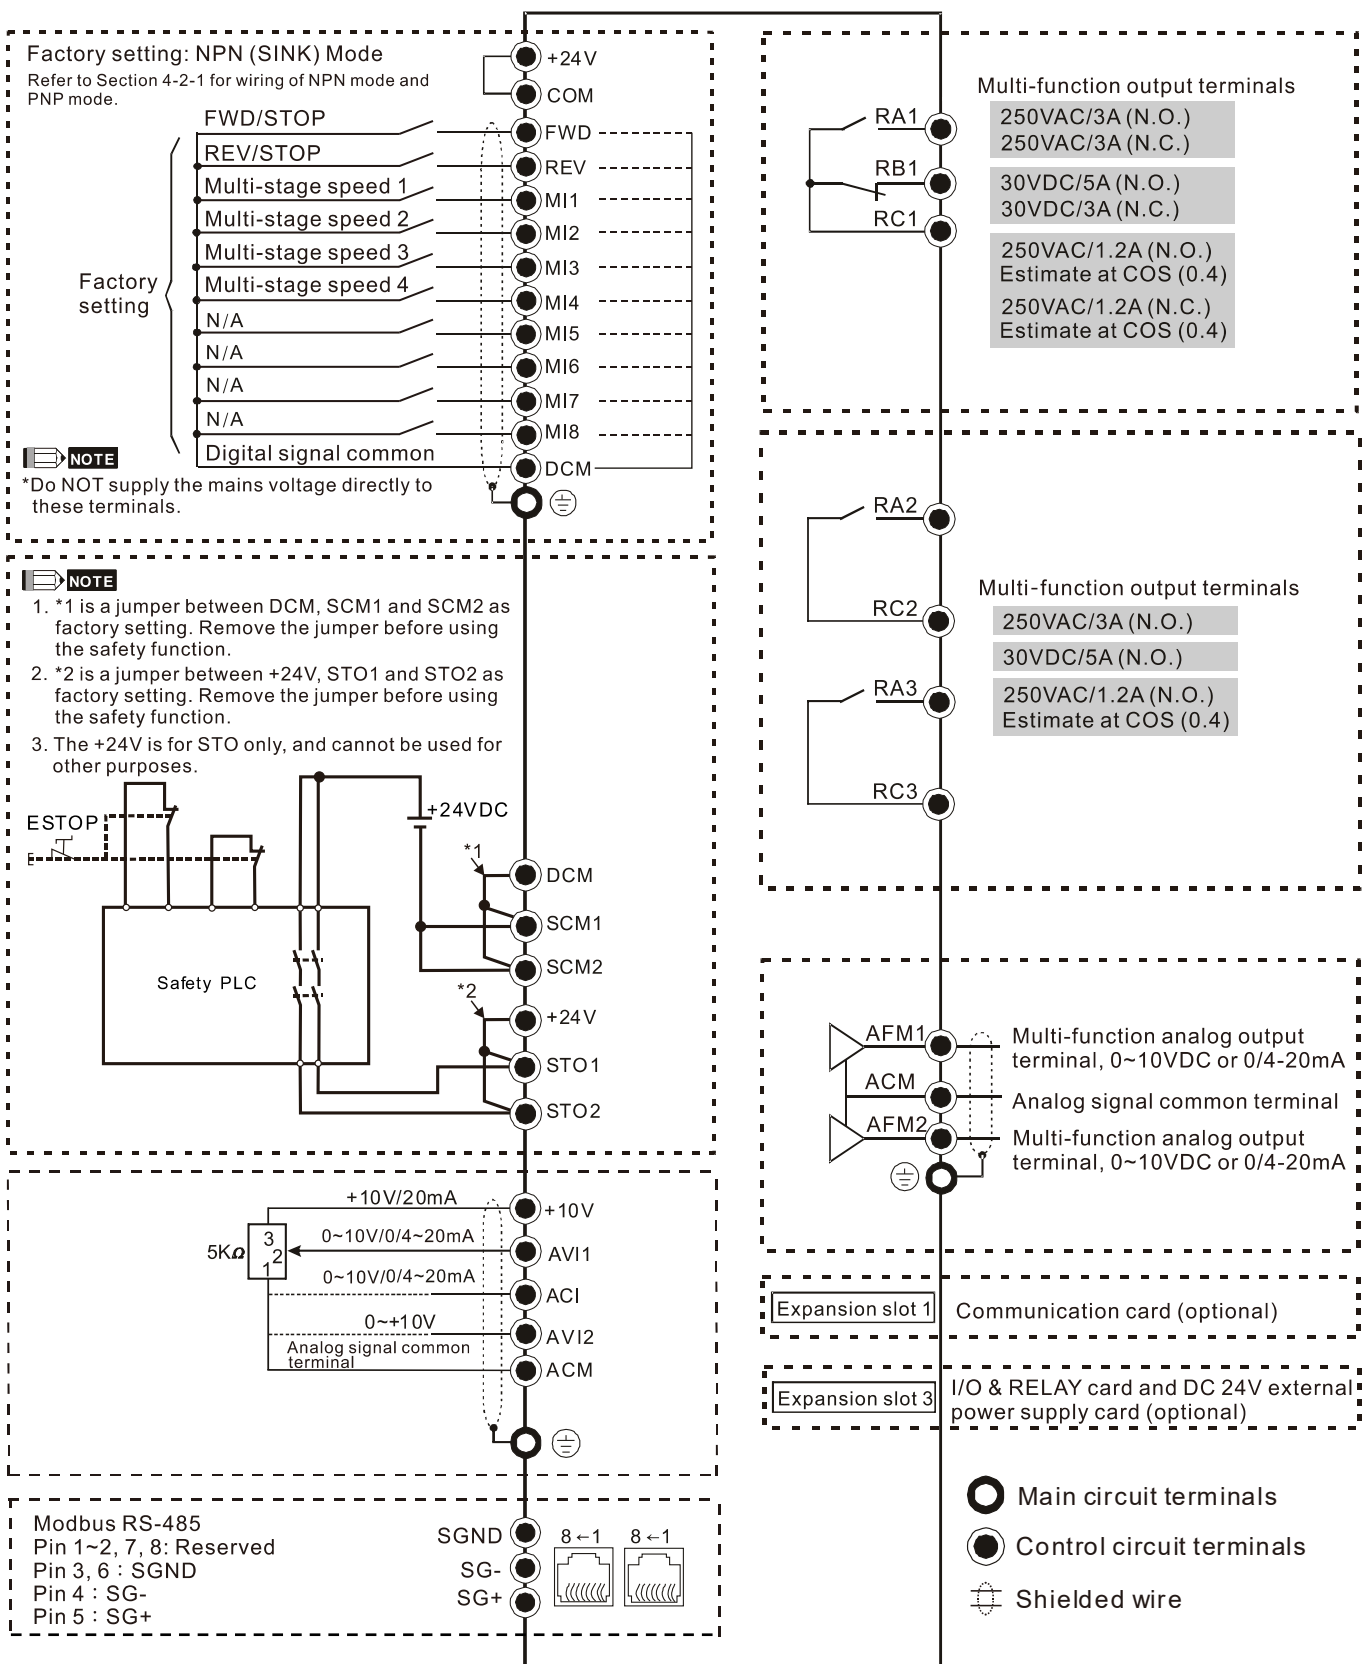 Factory setting: NPN (SINK) Mode
Refer to Section 4-2-1 for wiring of NPN mode and
PNP mode.
+24V
COM
FWD/STOP
FWD
REV/STOP
REV
Multi-stage speed 1
MI1
Multi-stage speed 2
MI2
Multi-stage speed 3
MI3
Multi-stage speed 4
MI4
Factory
setting
N/A
MI5
N/A
MI6
N/A
MI7
N/A
MI8
Digital signal common
DCM
NOTE
*Do NOT supply the mains voltage directly to
these terminals.
NOTE
1. *1 is a jumper between DCM, SCM1 and SCM2 as
factory setting. Remove the jumper before using
the safety function.
2. *2 is a jumper between +24V, STO1 and STO2 as
factory setting. Remove the jumper before using
the safety function.
3. The +24V is for STO only, and cannot be used for
other purposes.
+24VDC
ESTOP
*1
DCM
SCM1
SCM2
Safety PLC
*2
+24V
STO1
STO2
+10V/20mA
+10V
5KΩ
3
2
1
0~10V/0/4~20mA
AVI1
0~10V/0/4~20mA
ACI
0~+10V
AVI2
Analog signal common
terminal
ACM
Modbus RS-485
Pin 1~2, 7, 8: Reserved
Pin 3, 6 : SGND
Pin 4 : SG-
Pin 5 : SG+
SGND
SG-
SG+
8←1
8←1
RA1
RB1
RC1
Multi-function output terminals
250VAC/3A (N.O.)
250VAC/3A (N.C.)
30VDC/5A (N.O.)
30VDC/3A (N.C.)
250VAC/1.2A (N.O.)
Estimate at COS (0.4)
250VAC/1.2A (N.C.)
Estimate at COS (0.4)
RA2
RC2
RA3
RC3
Multi-function output terminals
250VAC/3A (N.O.)
30VDC/5A (N.O.)
250VAC/1.2A (N.O.)
Estimate at COS (0.4)
AFM1
Multi-function analog output
terminal, 0~10VDC or 0/4-20mA
ACM
Analog signal common terminal
AFM2
Multi-function analog output
terminal, 0~10VDC or 0/4-20mA
Expansion slot 1
Communication card (optional)
Expansion slot 3
I/O & RELAY card and DC 24V external
power supply card (optional)
Main circuit terminals
Control circuit terminals
Shielded wire